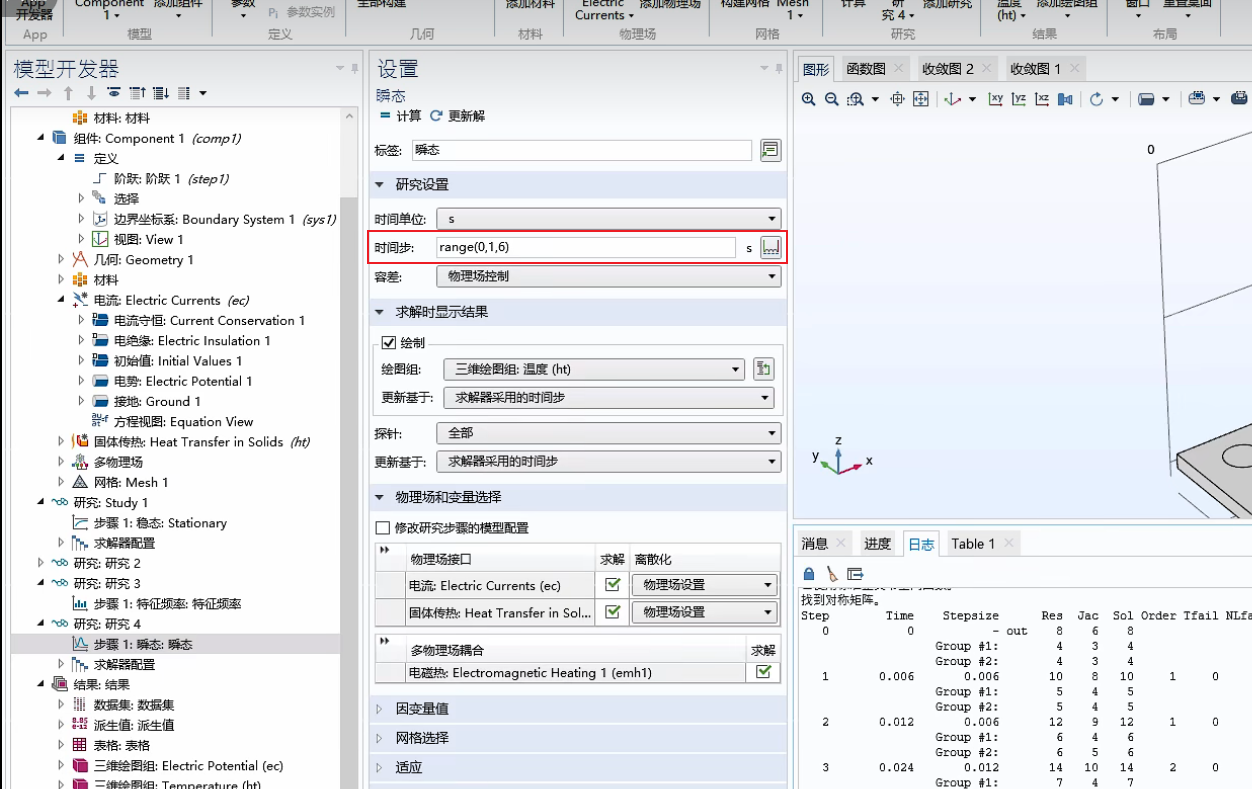 App Component 添加组件 参数 全部构建 添加材料 Electric 添加物理场 构建网格 Mesh 计算 研 添加研究 温度 添加绘图组 窗口 重置桌面
开发器 1 Pi 参数实例 Currents 1 究 4 (ht)
App 模型 定义 几何 材料 物理场 网格 研究 结果 布局
模型开发器
材料: 材料
组件: Component 1 (comp1)
定义
阶跃: 阶跃 1 (step1)
选择
边界坐标系: Boundary System 1 (sys1)
视图: View 1
几何: Geometry 1
材料
电流: Electric Currents (ec)
电流守恒: Current Conservation 1
电绝缘: Electric Insulation 1
初始值: Initial Values 1
电势: Electric Potential 1
接地: Ground 1
方程视图: Equation View
固体传热: Heat Transfer in Solids (ht)
多物理场
网格: Mesh 1
研究: Study 1
步骤 1: 稳态: Stationary
求解器配置
研究: 研究 2
研究: 研究 3
步骤 1: 特征频率: 特征频率
研究: 研究 4
步骤 1: 瞬态: 瞬态
求解器配置
结果: 结果
数据集: 数据集
派生值: 派生值
表格: 表格
三维绘图组: Electric Potential (ec)
三维绘图组: Temperature (ht)
设置
瞬态
= 计算 更新解
标签: 瞬态
研究设置
时间单位: s
时间步: range(0,1,6) s
容差: 物理场控制
求解时显示结果
绘制
绘图组: 三维绘图组: 温度 (ht)
更新基于: 求解器采用的时间步
探针: 全部
更新基于: 求解器采用的时间步
物理场和变量选择
修改研究步骤的模型配置
物理场接口 求解 离散化
电流: Electric Currents (ec) 物理场设置
固体传热: Heat Transfer in Sol... 物理场设置
多物理场耦合 求解
电磁热: Electromagnetic Heating 1 (emh1)
因变量值
网格选择
适应
图形 函数图 收敛图 2 收敛图 1
xy yz xz
0
z
y x
消息 进度 日志 Table 1
找到对称矩阵。
Step Time Stepsize Res Jac Sol Order Tfail NLfa
0 0 - out 8 6 8
Group #1: 4 3 4
Group #2: 4 3 4
1 0.006 0.006 10 8 10 1 0
Group #1: 5 4 5
Group #2: 5 4 5
2 0.012 0.006 12 9 12 1 0
Group #1: 6 4 6
Group #2: 6 5 6
3 0.024 0.012 14 10 14 2 0
Group #1: 7 4 7